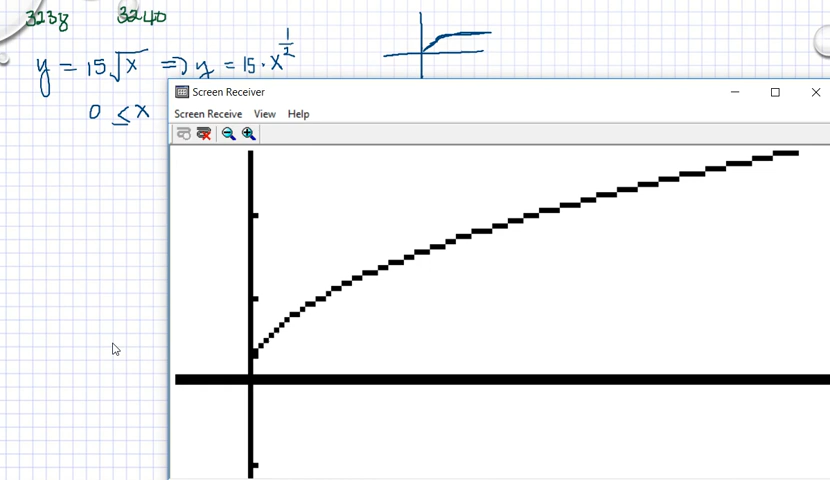 3238 3240
y = 15√x ⇒ y = 15 · x^(1/2)
0 ≤ x
Screen Receiver
Screen Receive View Help